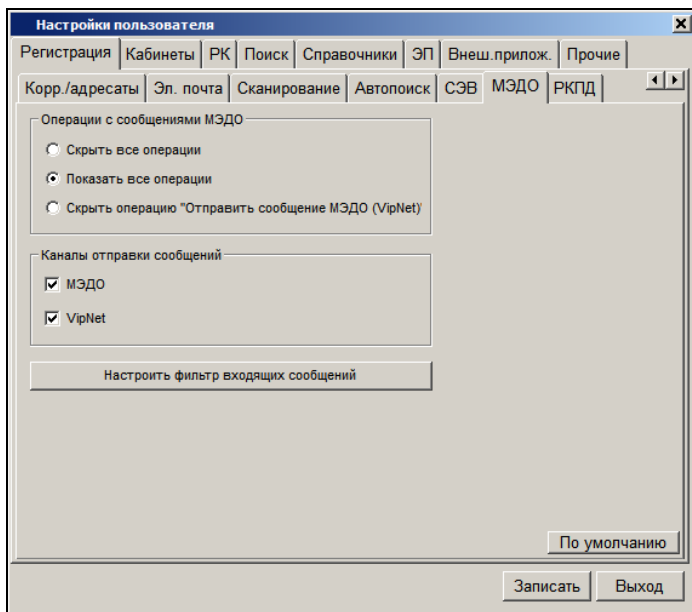 Настройки пользователя
Регистрация Кабинеты РК Поиск Справочники ЭП Внеш.прилож. Прочие
Корр./адресаты Эл. почта Сканирование Автопоиск СЭВ МЭДО РКПД
Операции с сообщениями МЭДО
Скрыть все операции
Показать все операции
Скрыть операцию "Отправить сообщение МЭДО (VipNet)"
Каналы отправки сообщений
МЭДО
VipNet
Настроить фильтр входящих сообщений
По умолчанию
Записать Выход